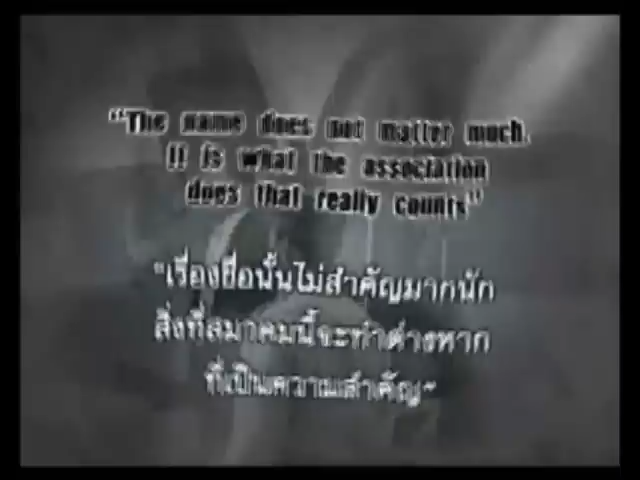 "The name does not matter much.
It is what the association
does that really counts"
"เรื่องชื่อนั้นไม่สำคัญมากนัก
สิ่งที่สมาคมนี้จะทำต่างหาก
ที่เป็นความสำคัญ"